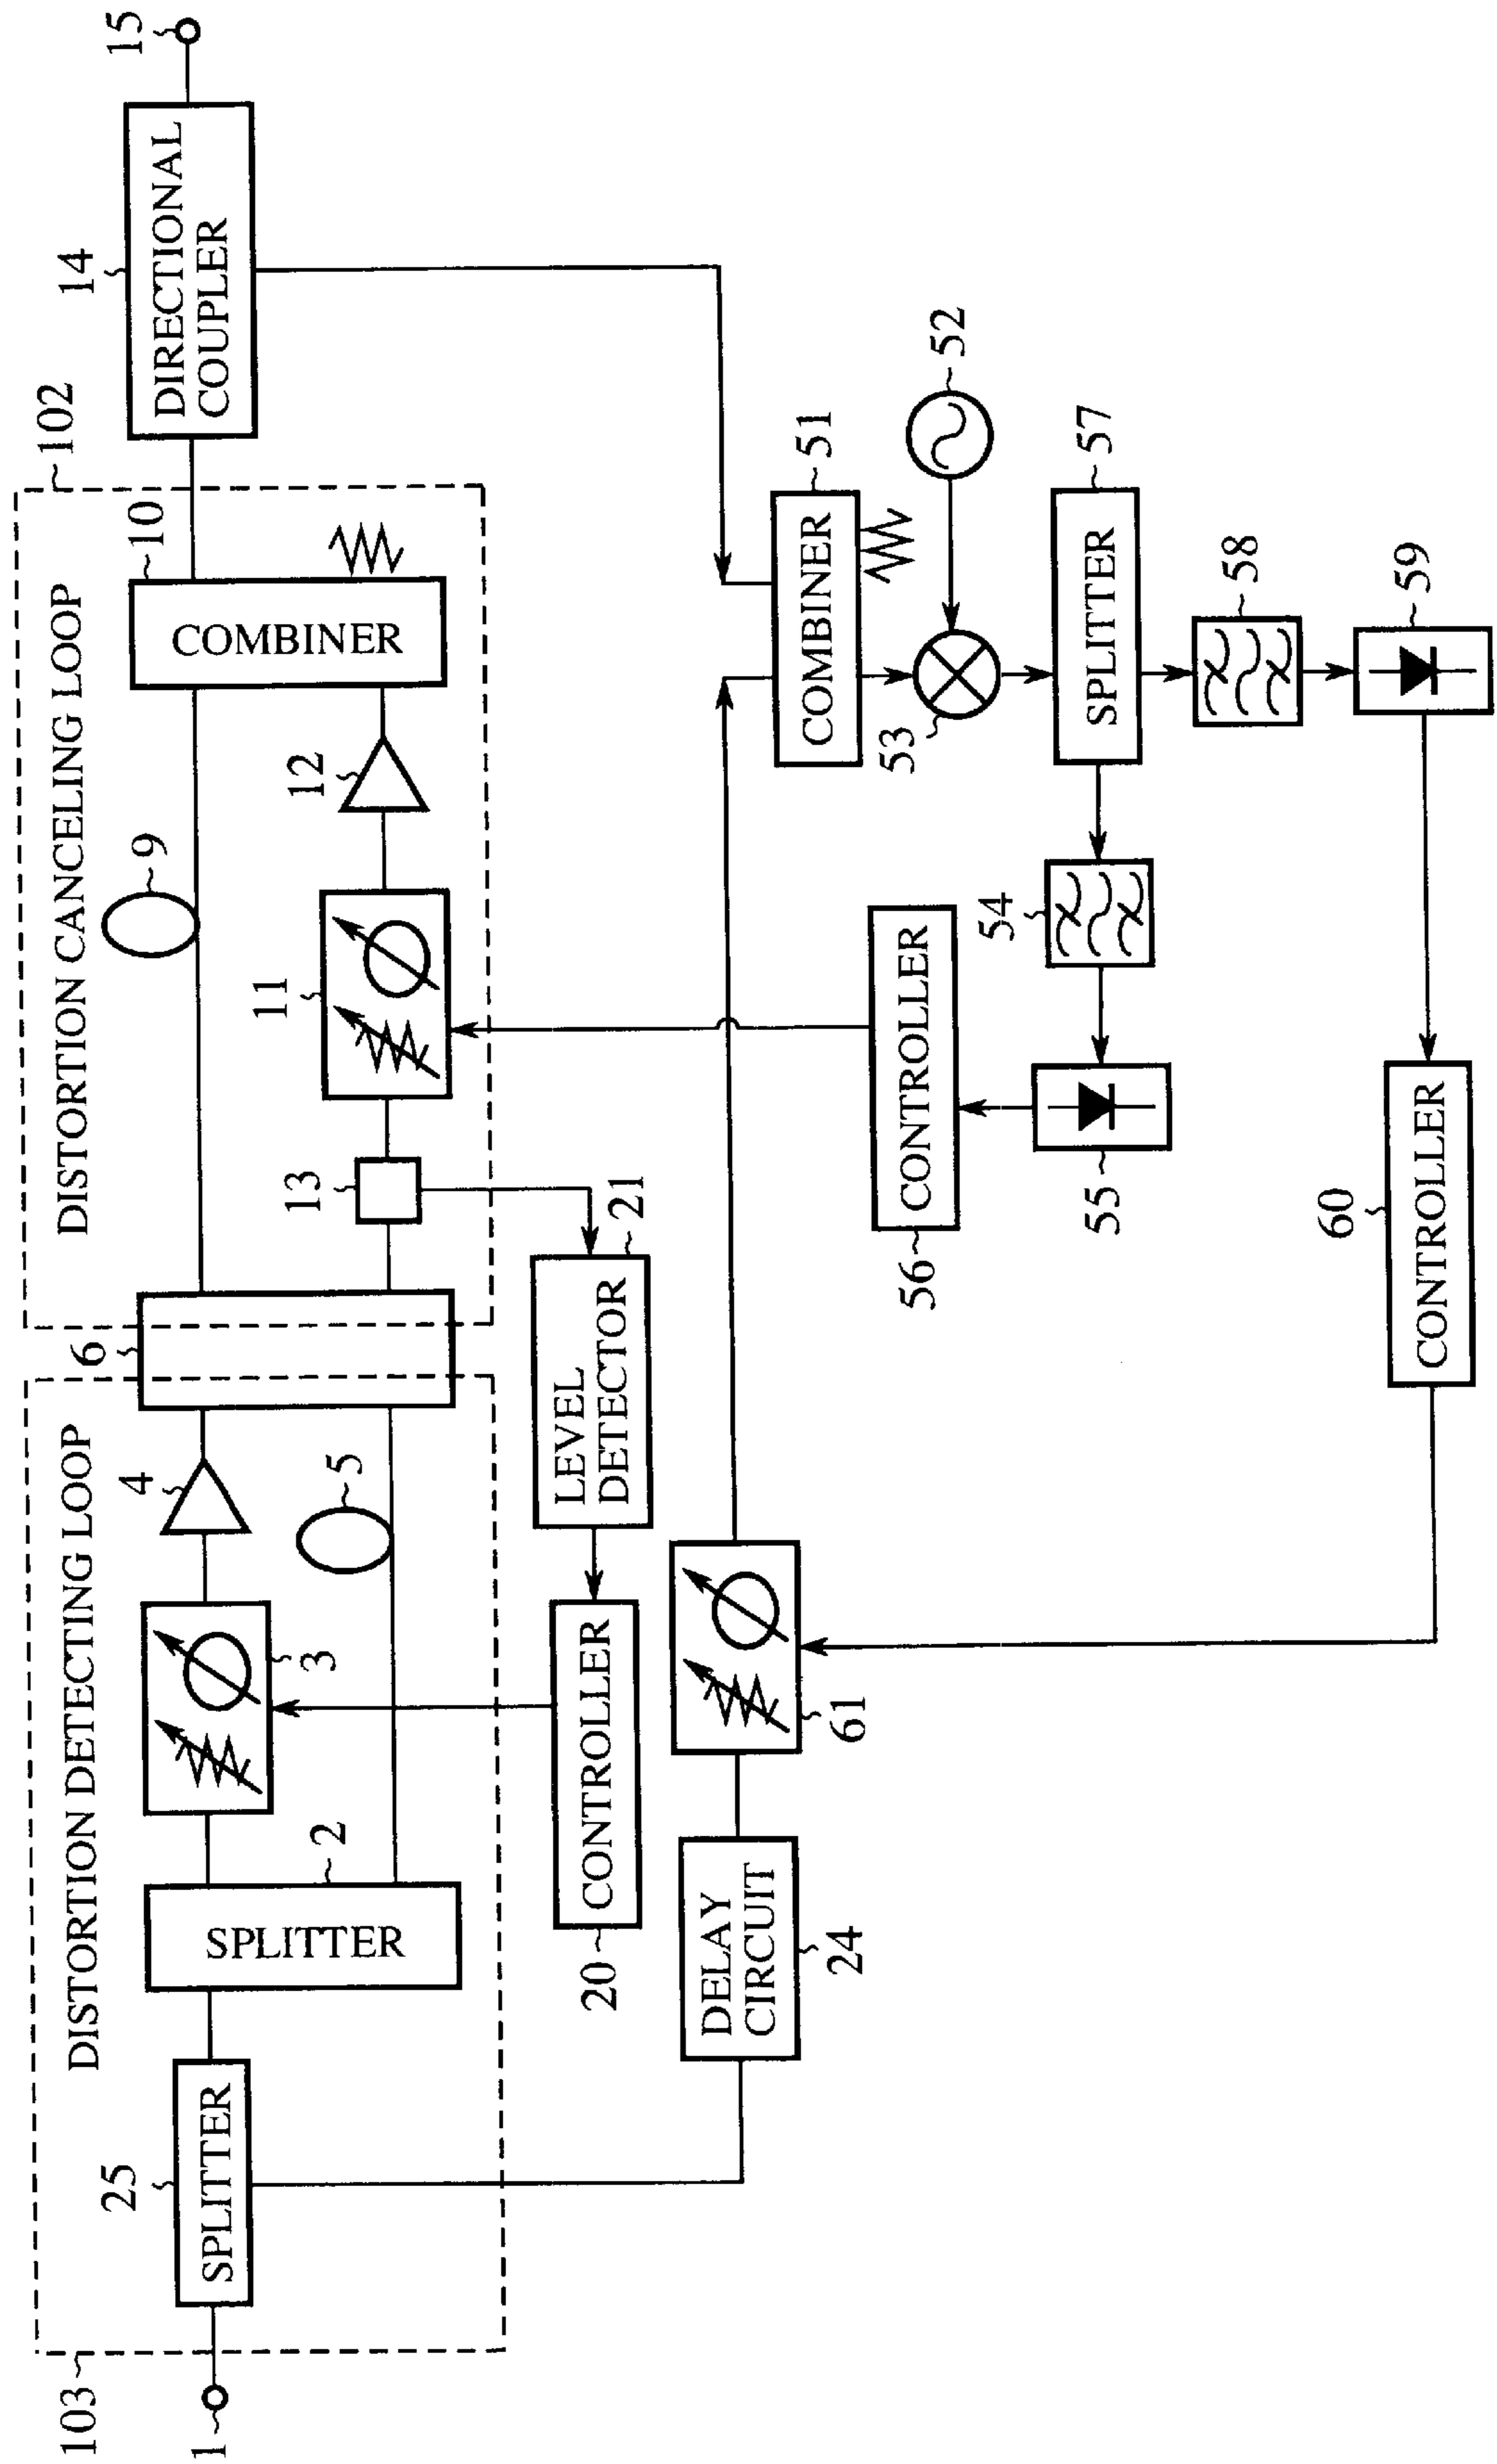 103
DISTORTION DETECTING LOOP
DISTORTION CANCELING LOOP
102
1
25
SPLITTER
SPLITTER
2
3
4
5
6
13
11
9
12
10
COMBINER
14
DIRECTIONAL
COUPLER
15
20
CONTROLLER
LEVEL
DETECTOR
21
DELAY
CIRCUIT
24
61
COMBINER
51
52
53
56
CONTROLLER
55
54
SPLITTER
57
58
59
60
CONTROLLER